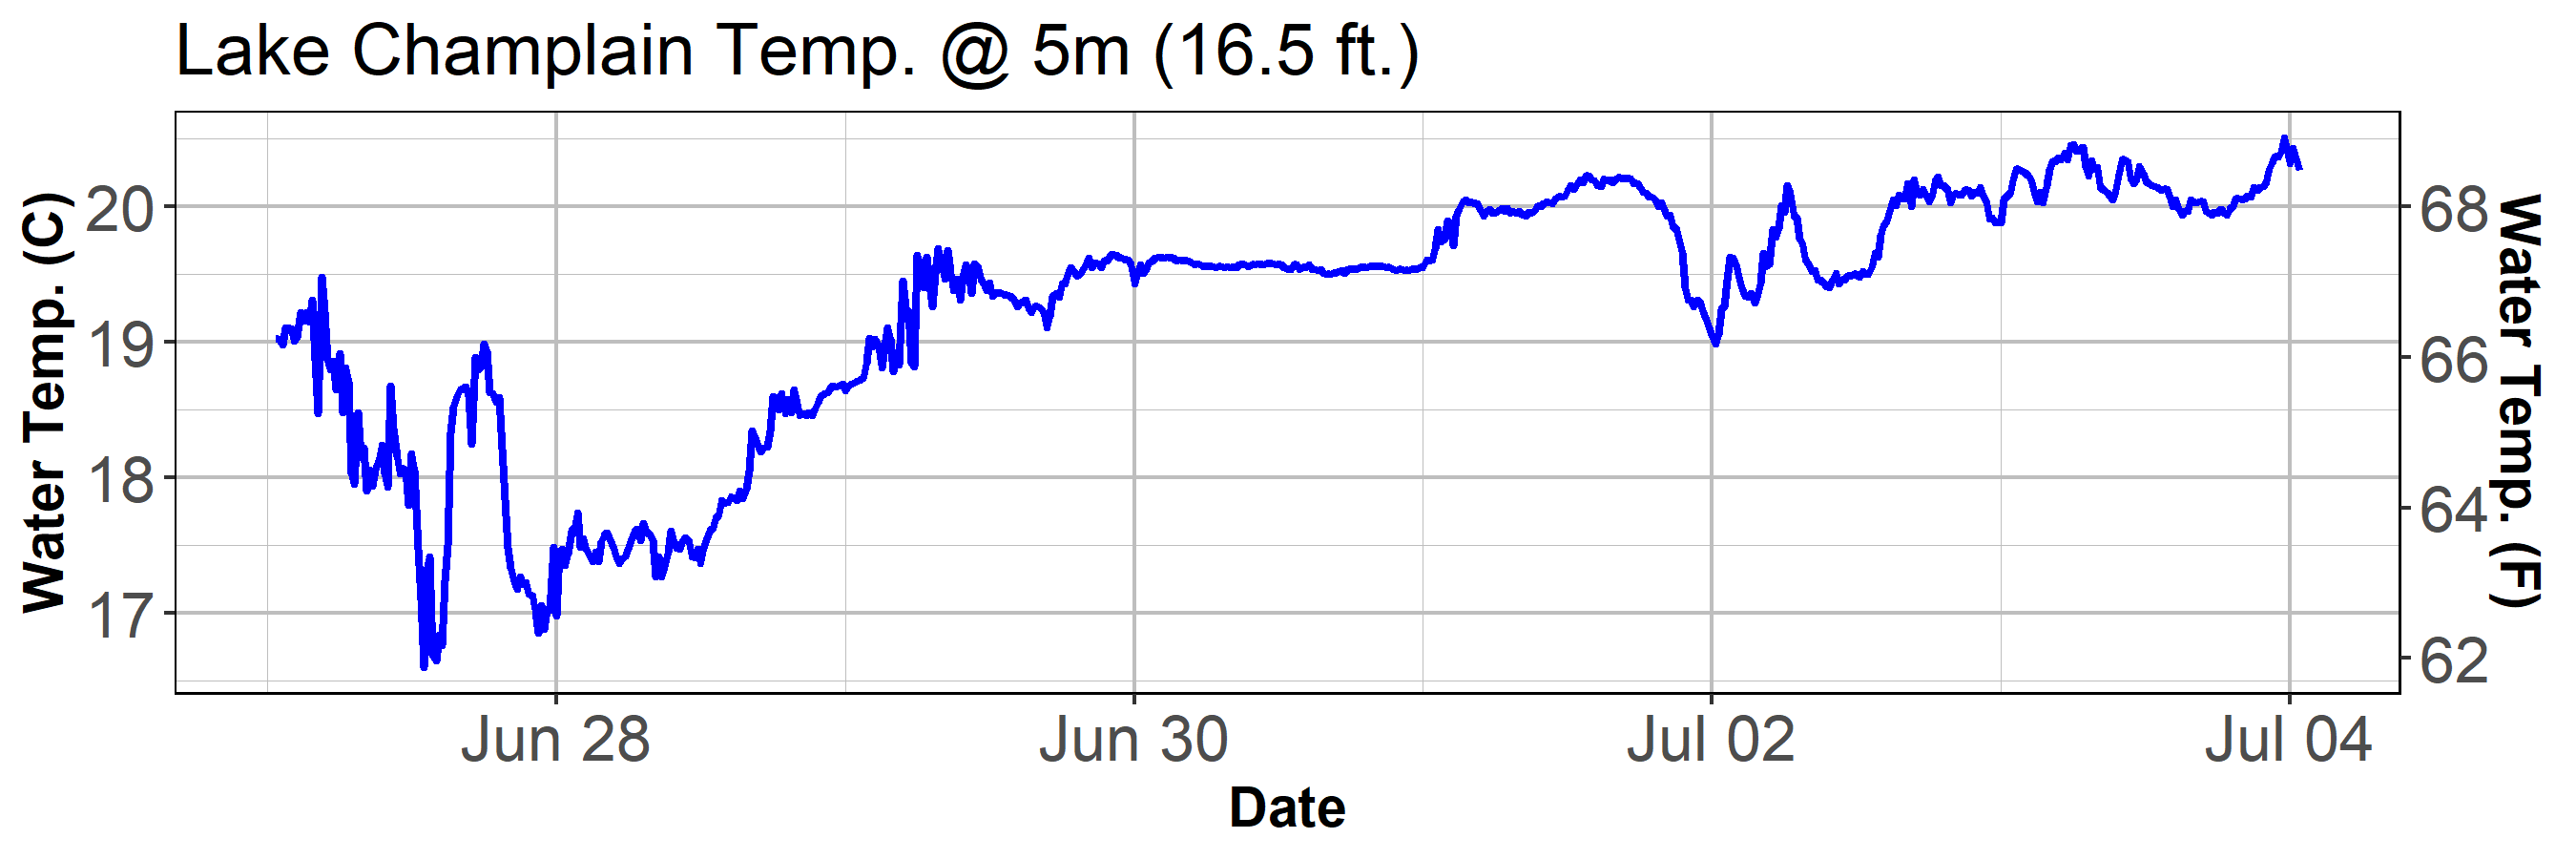 Lake Champlain Temp. @ 5m (16.5 ft.)
Water Temp. (C)
20
19
18
17
68
66
64
62
Water Temp. (F)
Jun 28
Jun 30
Jul 02
Jul 04
Date